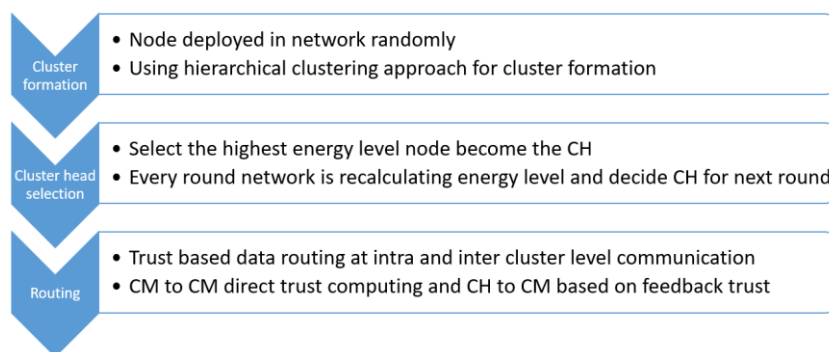 Cluster
formation
• Node deployed in network randomly
• Using hierarchical clustering approach for cluster formation
Cluster head
selection
• Select the highest energy level node become the CH
• Every round network is recalculating energy level and decide CH for next round
Routing
• Trust based data routing at intra and inter cluster level communication
• CM to CM direct trust computing and CH to CM based on feedback trust